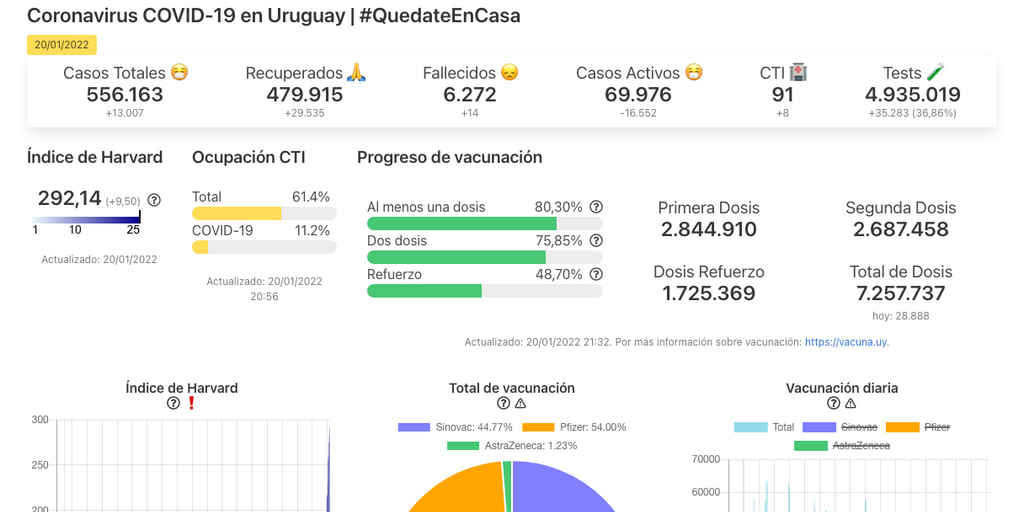 Coronavirus COVID-19 en Uruguay | #QuedateEnCasa
20/01/2022
Casos Totales 😷 Recuperados 🙏 Fallecidos 😞 Casos Activos 😷 CTI 🏥 Tests 🧪
556.163 479.915 6.272 69.976 91 4.935.019
+13.007 +29.535 +14 -16.552 +8 +35.283 (36,86%)
Índice de Harvard Ocupación CTI Progreso de vacunación
292,14 (+9,50)
1 10 25
Actualizado: 20/01/2022
Total 61.4%
COVID-19 11.2%
Actualizado: 20/01/2022
20:56
Al menos una dosis 80,30%
Dos dosis 75,85%
Refuerzo 48,70%
Primera Dosis Segunda Dosis
2.844.910 2.687.458
Dosis Refuerzo Total de Dosis
1.725.369 7.257.737
hoy: 28.888
Actualizado: 20/01/2022 21:32. Por más información sobre vacunación: https://vacuna.uy.
Índice de Harvard
❗
300
250
200
Total de vacunación
Sinovac: 44.77% Pfizer: 54.00%
AstraZeneca: 1.23%
Vacunación diaria
Total Sinovac Pfizer
AstraZeneca
70000
60000